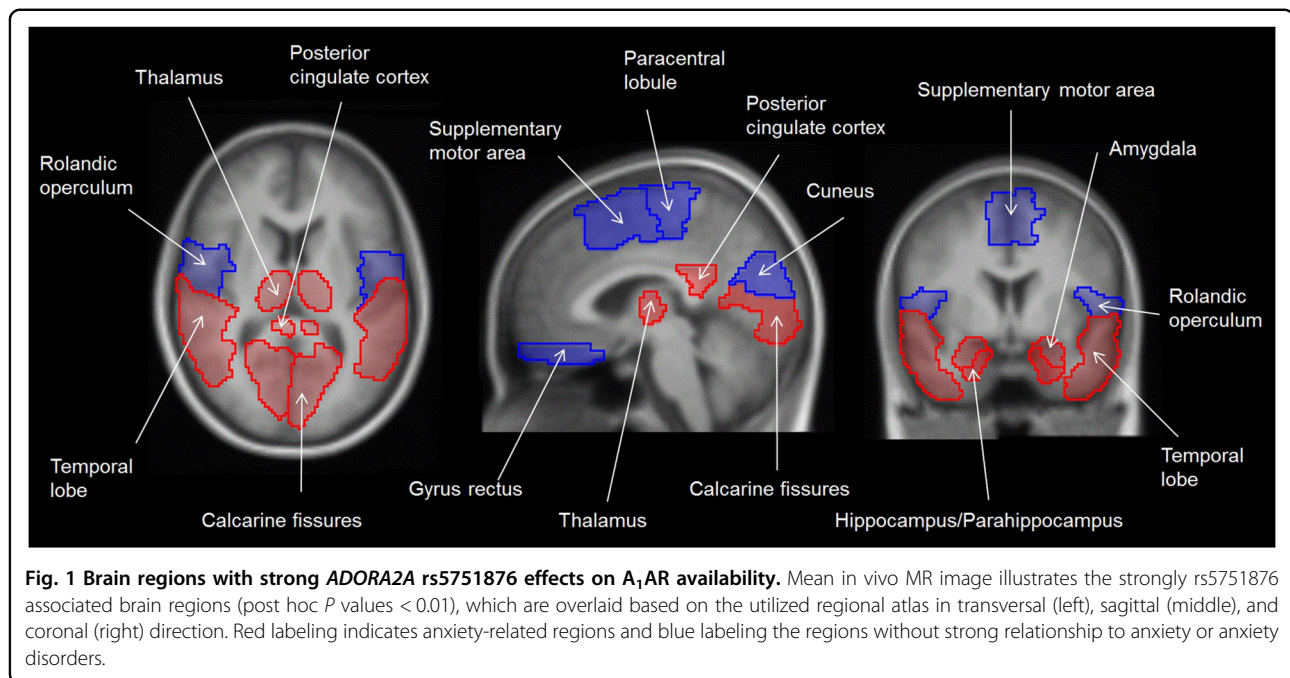 Thalamus
Posterior
cingulate cortex
Rolandic
operculum
Temporal
lobe
Calcarine fissures
Paracentral
lobule
Supplementary
motor area
Posterior
cingulate cortex
Cuneus
Gyrus rectus
Thalamus
Calcarine fissures
Supplementary motor area
Amygdala
Rolandic
operculum
Temporal
lobe
Hippocampus/Parahippocampus
Fig. 1 Brain regions with strong ADORA2A rs5751876 effects on A₁AR availability. Mean in vivo MR image illustrates the strongly rs5751876
associated brain regions (post hoc P values < 0.01), which are overlaid based on the utilized regional atlas in transversal (left), sagittal (middle), and
coronal (right) direction. Red labeling indicates anxiety-related regions and blue labeling the regions without strong relationship to anxiety or anxiety
disorders.